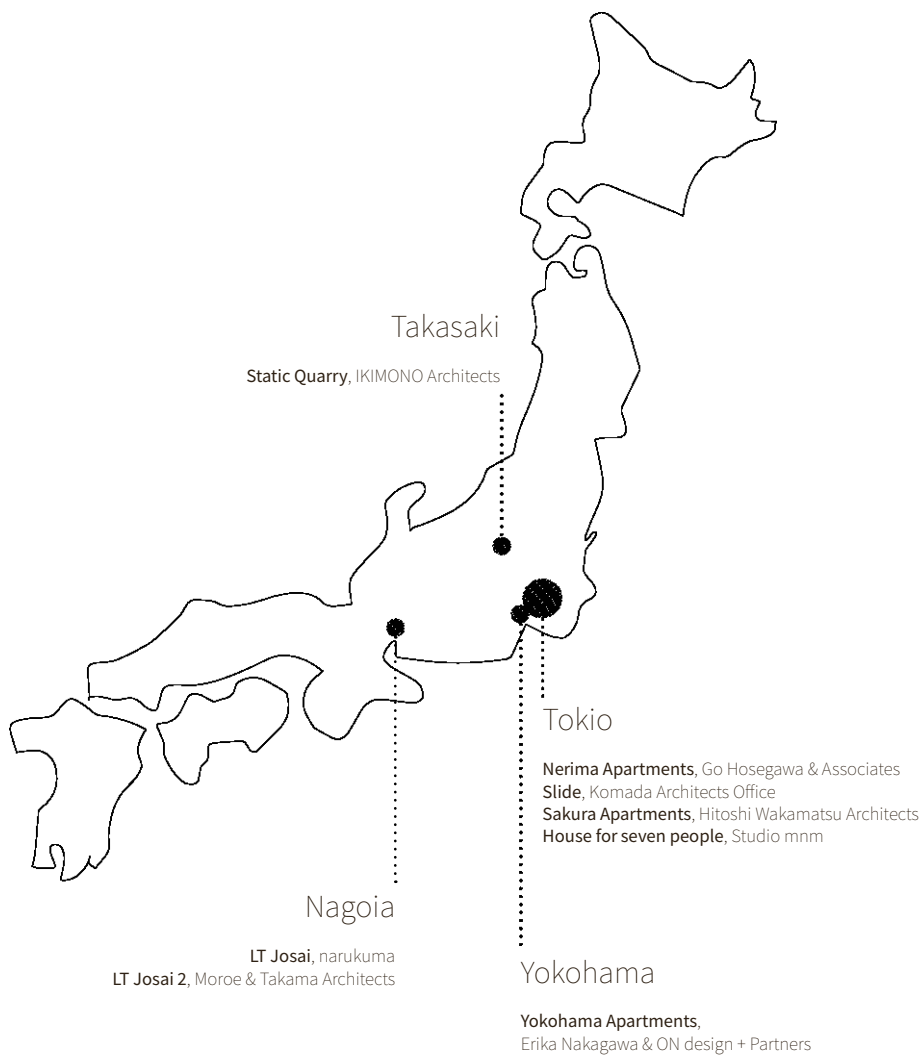 Takasaki
Static Quarry, IKIMONO Architects
Tokio
Nerima Apartments, Go Hosegawa & Associates
Slide, Komada Architects Office
Sakura Apartments, Hitoshi Wakamatsu Architects
House for seven people, Studio mnm
Nagoia
LT Josai, narukuma
LT Josai 2, Moroe & Takama Architects
Yokohama
Yokohama Apartments,
Erika Nakagawa & ON design + Partners